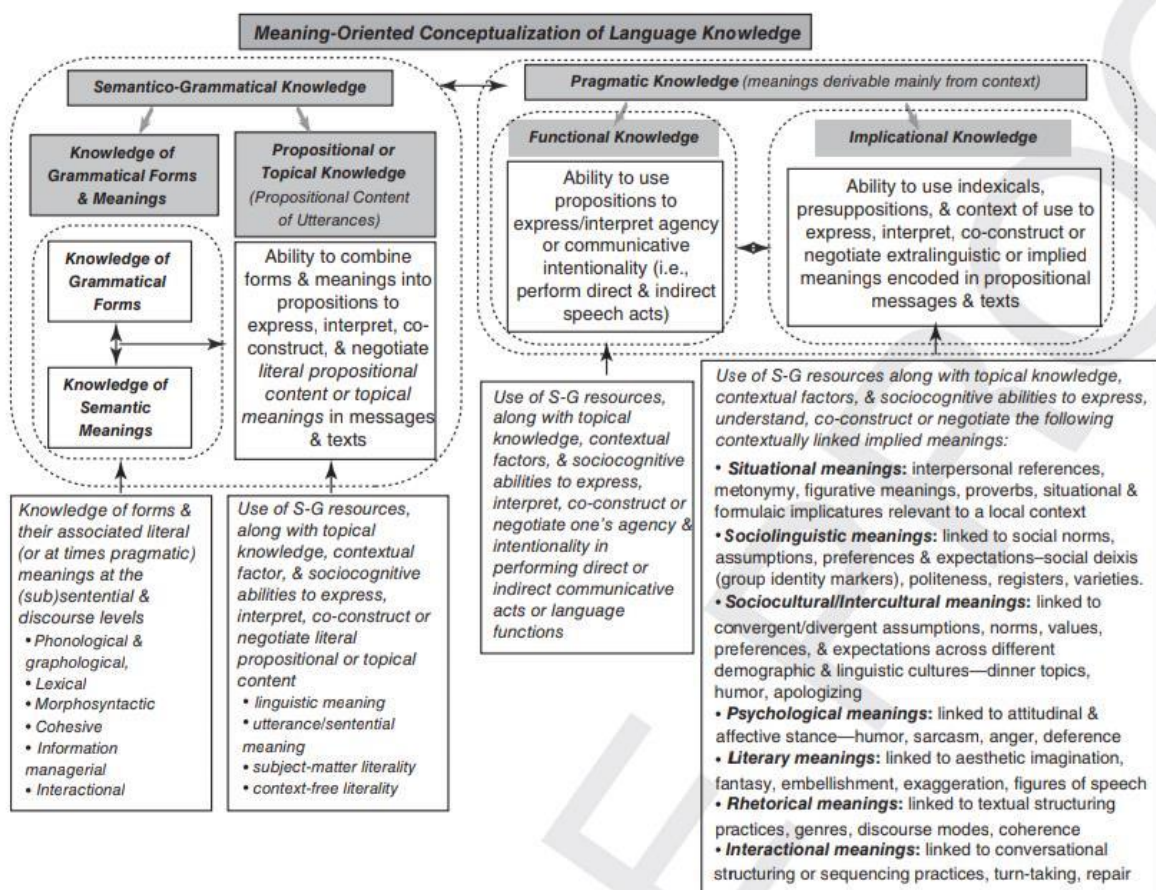 Meaning-Oriented Conceptualization of Language Knowledge
Semantico-Grammatical Knowledge
Knowledge of
Grammatical Forms
& Meanings
Propositional or
Topical Knowledge
(Propositional Content
of Utterances)
Knowledge of
Grammatical
Forms
Knowledge of
Semantic
Meanings
Ability to combine
forms & meanings into
propositions to
express, interpret, co-
construct, & negotiate
literal propositional
content or topical
meanings in messages
& texts
Knowledge of forms &
their associated literal
(or at times pragmatic)
meanings at the
(sub)sentential &
discourse levels
• Phonological &
graphological,
• Lexical
• Morphosyntactic
• Cohesive
• Information
managerial
• Interactional
Use of S-G resources,
along with topical
knowledge, contextual
factor, & sociocognitive
abilities to express,
interpret, co-construct or
negotiate literal
propositional or topical
content
• linguistic meaning
• utterance/sentential
meaning
• subject-matter literality
• context-free literality
Pragmatic Knowledge (meanings derivable mainly from context)
Functional Knowledge
Ability to use
propositions to
express/interpret agency
or communicative
intentionality (i.e.,
perform direct & indirect
speech acts)
Use of S-G resources,
along with topical
knowledge, contextual
factors, & sociocognitive
abilities to express,
interpret, co-construct or
negotiate one's agency &
intentionality in
performing direct or
indirect communicative
acts or language
functions
Implicational Knowledge
Ability to use indexicals,
presuppositions, & context of use to
express, interpret, co-construct or
negotiate extralinguistic or implied
meanings encoded in propositional
messages & texts
Use of S-G resources along with topical knowledge,
contextual factors, & sociocognitive abilities to express,
understand, co-construct or negotiate the following
contextually linked implied meanings:
• Situational meanings: interpersonal references,
metonymy, figurative meanings, proverbs, situational &
formulaic implicatures relevant to a local context
• Sociolinguistic meanings: linked to social norms,
assumptions, preferences & expectations–social deixis
(group identity markers), politeness, registers, varieties.
• Sociocultural/Intercultural meanings: linked to
convergent/divergent assumptions, norms, values,
preferences, & expectations across different
demographic & linguistic cultures—dinner topics,
humor, apologizing
• Psychological meanings: linked to attitudinal &
affective stance—humor, sarcasm, anger, deference
• Literary meanings: linked to aesthetic imagination,
fantasy, embellishment, exaggeration, figures of speech
• Rhetorical meanings: linked to textual structuring
practices, genres, discourse modes, coherence
• Interactional meanings: linked to conversational
structuring or sequencing practices, turn-taking, repair